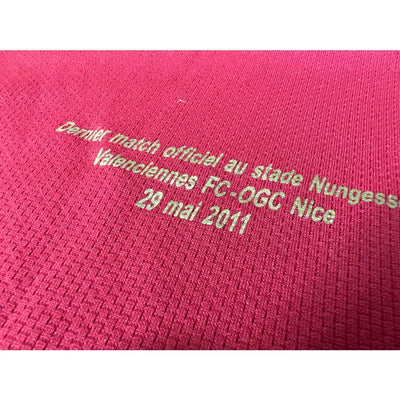 Dernier match officiel au stade Nungess
Valenciennes FC-OGC Nice
29 mai 2011